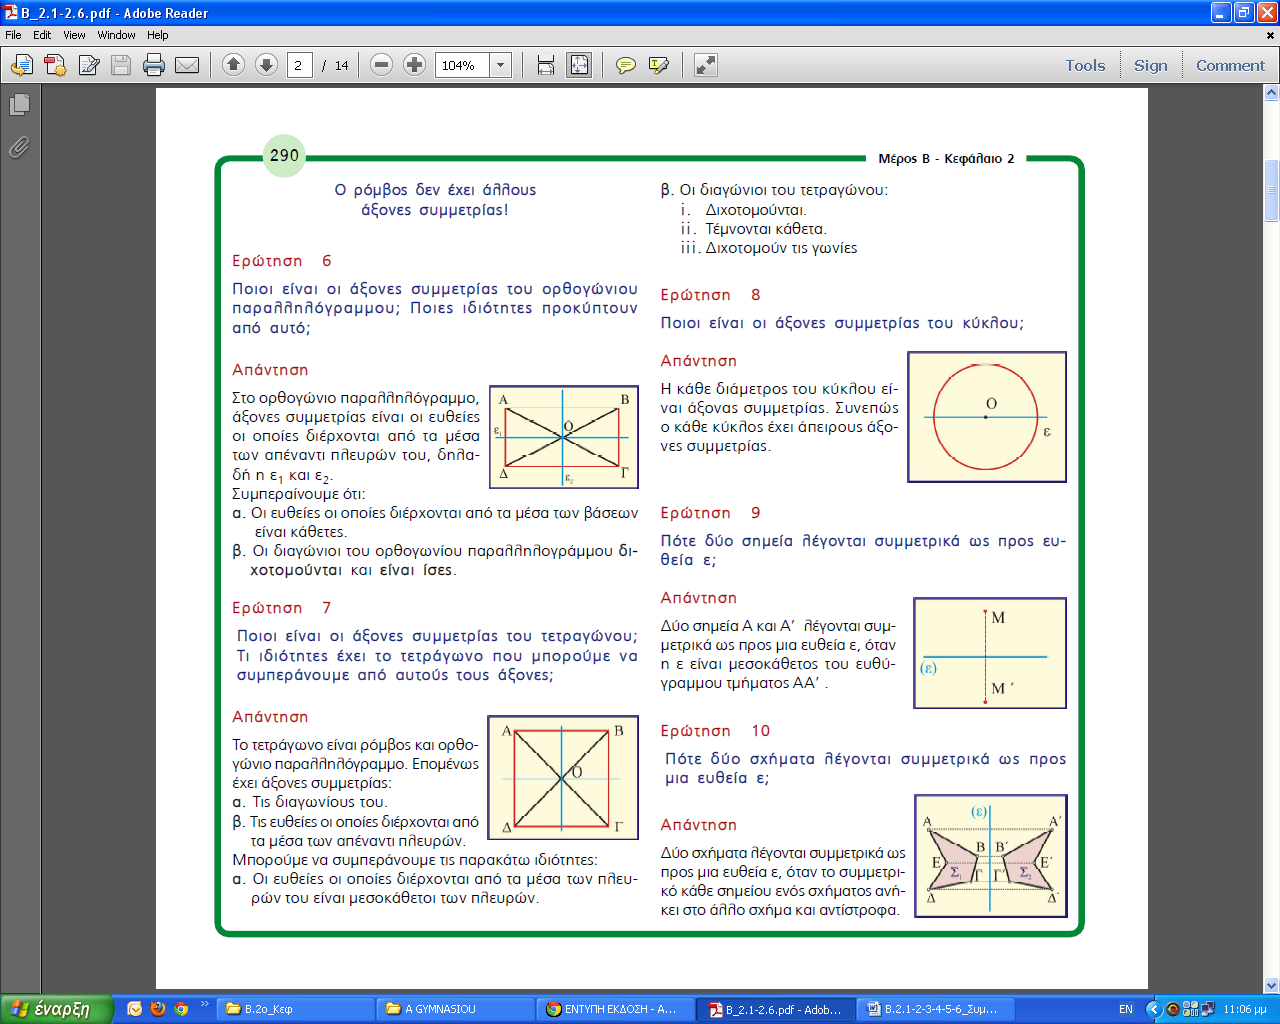 B_2.1-2.6.pdf - Adobe Reader
File Edit View Window Help
2 / 14
104%
Tools Sign Comment
290
Μέρος Β - Κεφάλαιο 2
Ο ρόμβος δεν έχει άλλους
άξονες συμμετρίας!
Ερώτηση 6
Ποιοι είναι οι άξονες συμμετρίας του ορθογώνιου
παραλληλόγραμμου; Ποιες ιδιότητες προκύπτουν
από αυτό;
Απάντηση
Στο ορθογώνιο παραλληλόγραμμο,
άξονες συμμετρίας είναι οι ευθείες
οι οποίες διέρχονται από τα μέσα
των απέναντι πλευρών του, δηλα-
δή η ε1 και ε2.
Α Β
ε1 Ο
Δ Γ
ε2
Συμπεραίνουμε ότι:
α. Οι ευθείες οι οποίες διέρχονται από τα μέσα των βάσεων
είναι κάθετες.
β. Οι διαγώνιοι του ορθογωνίου παραλληλογράμμου δι-
χοτομούνται και είναι ίσες.
Ερώτηση 7
Ποιοι είναι οι άξονες συμμετρίας του τετραγώνου;
Τι ιδιότητες έχει το τετράγωνο που μπορούμε να
συμπεράνουμε από αυτούς τους άξονες;
Απάντηση
Το τετράγωνο είναι ρόμβος και ορθο-
γώνιο παραλληλόγραμμο. Επομένως
έχει άξονες συμμετρίας:
α. Τις διαγωνίους του.
β. Τις ευθείες οι οποίες διέρχονται από
τα μέσα των απέναντι πλευρών.
Α Β
Ο
Δ Γ
Μπορούμε να συμπεράνουμε τις παρακάτω ιδιότητες:
α. Οι ευθείες οι οποίες διέρχονται από τα μέσα των πλευ-
ρών του είναι μεσοκάθετοι των πλευρών.
β. Οι διαγώνιοι του τετραγώνου:
i. Διχοτομούνται.
ii. Τέμνονται κάθετα.
iii. Διχοτομούν τις γωνίες
Ερώτηση 8
Ποιοι είναι οι άξονες συμμετρίας του κύκλου;
Απάντηση
Η κάθε διάμετρος του κύκλου εί-
ναι άξονας συμμετρίας. Συνεπώς
ο κάθε κύκλος έχει άπειρους άξο-
νες συμμετρίας.
Ο
ε
Ερώτηση 9
Πότε δύο σημεία λέγονται συμμετρικά ως προς ευ-
θεία ε;
Απάντηση
Δύο σημεία Α και Α΄ λέγονται συμ-
μετρικά ως προς μια ευθεία ε, όταν
η ε είναι μεσοκάθετος του ευθύ-
γραμμου τμήματος ΑΑ΄ .
Μ
(ε)
Μ΄
Ερώτηση 10
Πότε δύο σχήματα λέγονται συμμετρικά ως προς
μια ευθεία ε;
Απάντηση
Δύο σχήματα λέγονται συμμετρικά ως
προς μια ευθεία ε, όταν το συμμετρι-
κό κάθε σημείου ενός σχήματος ανή-
κει στο άλλο σχήμα και αντίστροφα.
(ε)
Α Α΄
Β Β΄
Ε Ε΄
Σ1 Γ Γ΄ Σ2
Δ Δ΄
έναρξη
Β.2ο_Κεφ
A GYMNASIOU
ΕΝΤΥΠΗ ΕΚΔΟΣΗ - Α...
B_2.1-2.6.pdf - Adob...
Β.2.1-2-3-4-5-6_Συμ...
EN
11:06 μμ